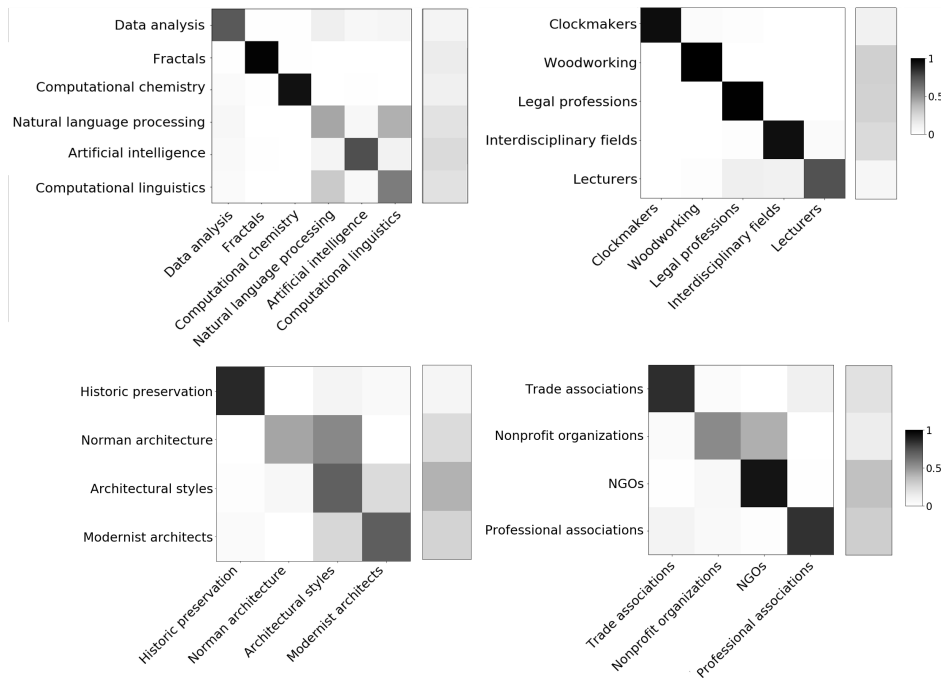 Data analysis
Fractals
Computational chemistry
Natural language processing
Artificial intelligence
Computational linguistics
Data analysis
Fractals
Computational chemistry
Natural language processing
Artificial intelligence
Computational linguistics
Clockmakers
Woodworking
Legal professions
Interdisciplinary fields
Lecturers
Clockmakers
Woodworking
Legal professions
Interdisciplinary fields
Lecturers
1
0.5
0
Historic preservation
Norman architecture
Architectural styles
Modernist architects
Historic preservation
Norman architecture
Architectural styles
Modernist architects
Trade associations
Nonprofit organizations
NGOs
Professional associations
Trade associations
Nonprofit organizations
NGOs
Professional associations
1
0.5
0